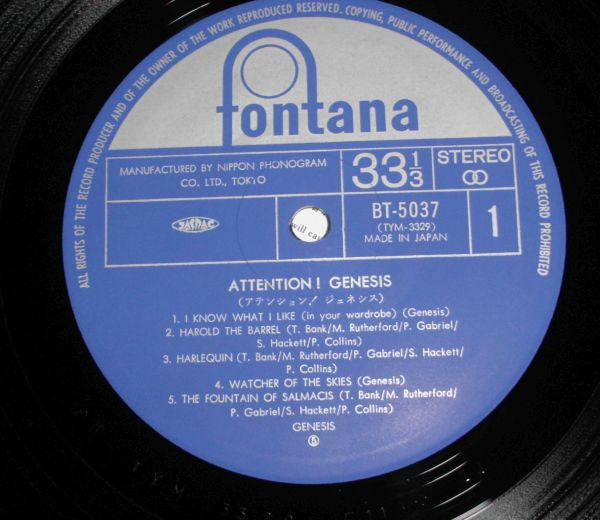 ALL RIGHTS OF THE RECORD PRODUCER AND OF THE OWNER OF THE WORK REPRODUCED RESERVED. COPYING, PUBLIC PERFORMANCE AND BROADCASTING OF THIS RECORD PROHIBITED
fontana
MANUFACTURED BY NIPPON PHONOGRAM
CO. LTD., TOKYO
33 1/3
STEREO
JASRAC
BT-5037
(TYM-3329)
MADE IN JAPAN
1
will cau
ATTENTION! GENESIS
(アテンション! ジェネシス)
1. I KNOW WHAT I LIKE (in your wardrobe) (Genesis)
2. HAROLD THE BARREL (T. Bank/M. Rutherford/P. Gabriel/
S. Hackett/P. Collins)
3. HARLEQUIN (T. Bank/M. Rutherford/P. Gabriel/S. Hackett/
P. Collins)
4. WATCHER OF THE SKIES (Genesis)
5. THE FOUNTAIN OF SALMACIS (T. Bank/M. Rutherford/
P. Gabriel/S. Hackett/P. Collins)
GENESIS